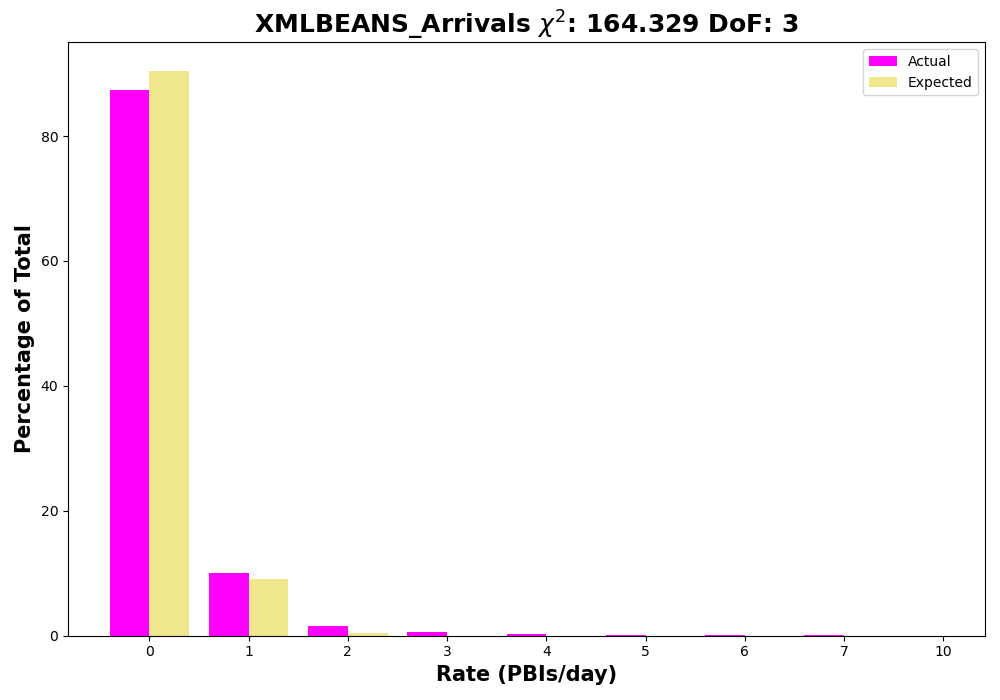 XMLBEANS_Arrivals χ²: 164.329 DoF: 3
Actual
Expected
Percentage of Total
80
60
40
20
0
0 1 2 3 4 5 6 7 10
Rate (PBIs/day)